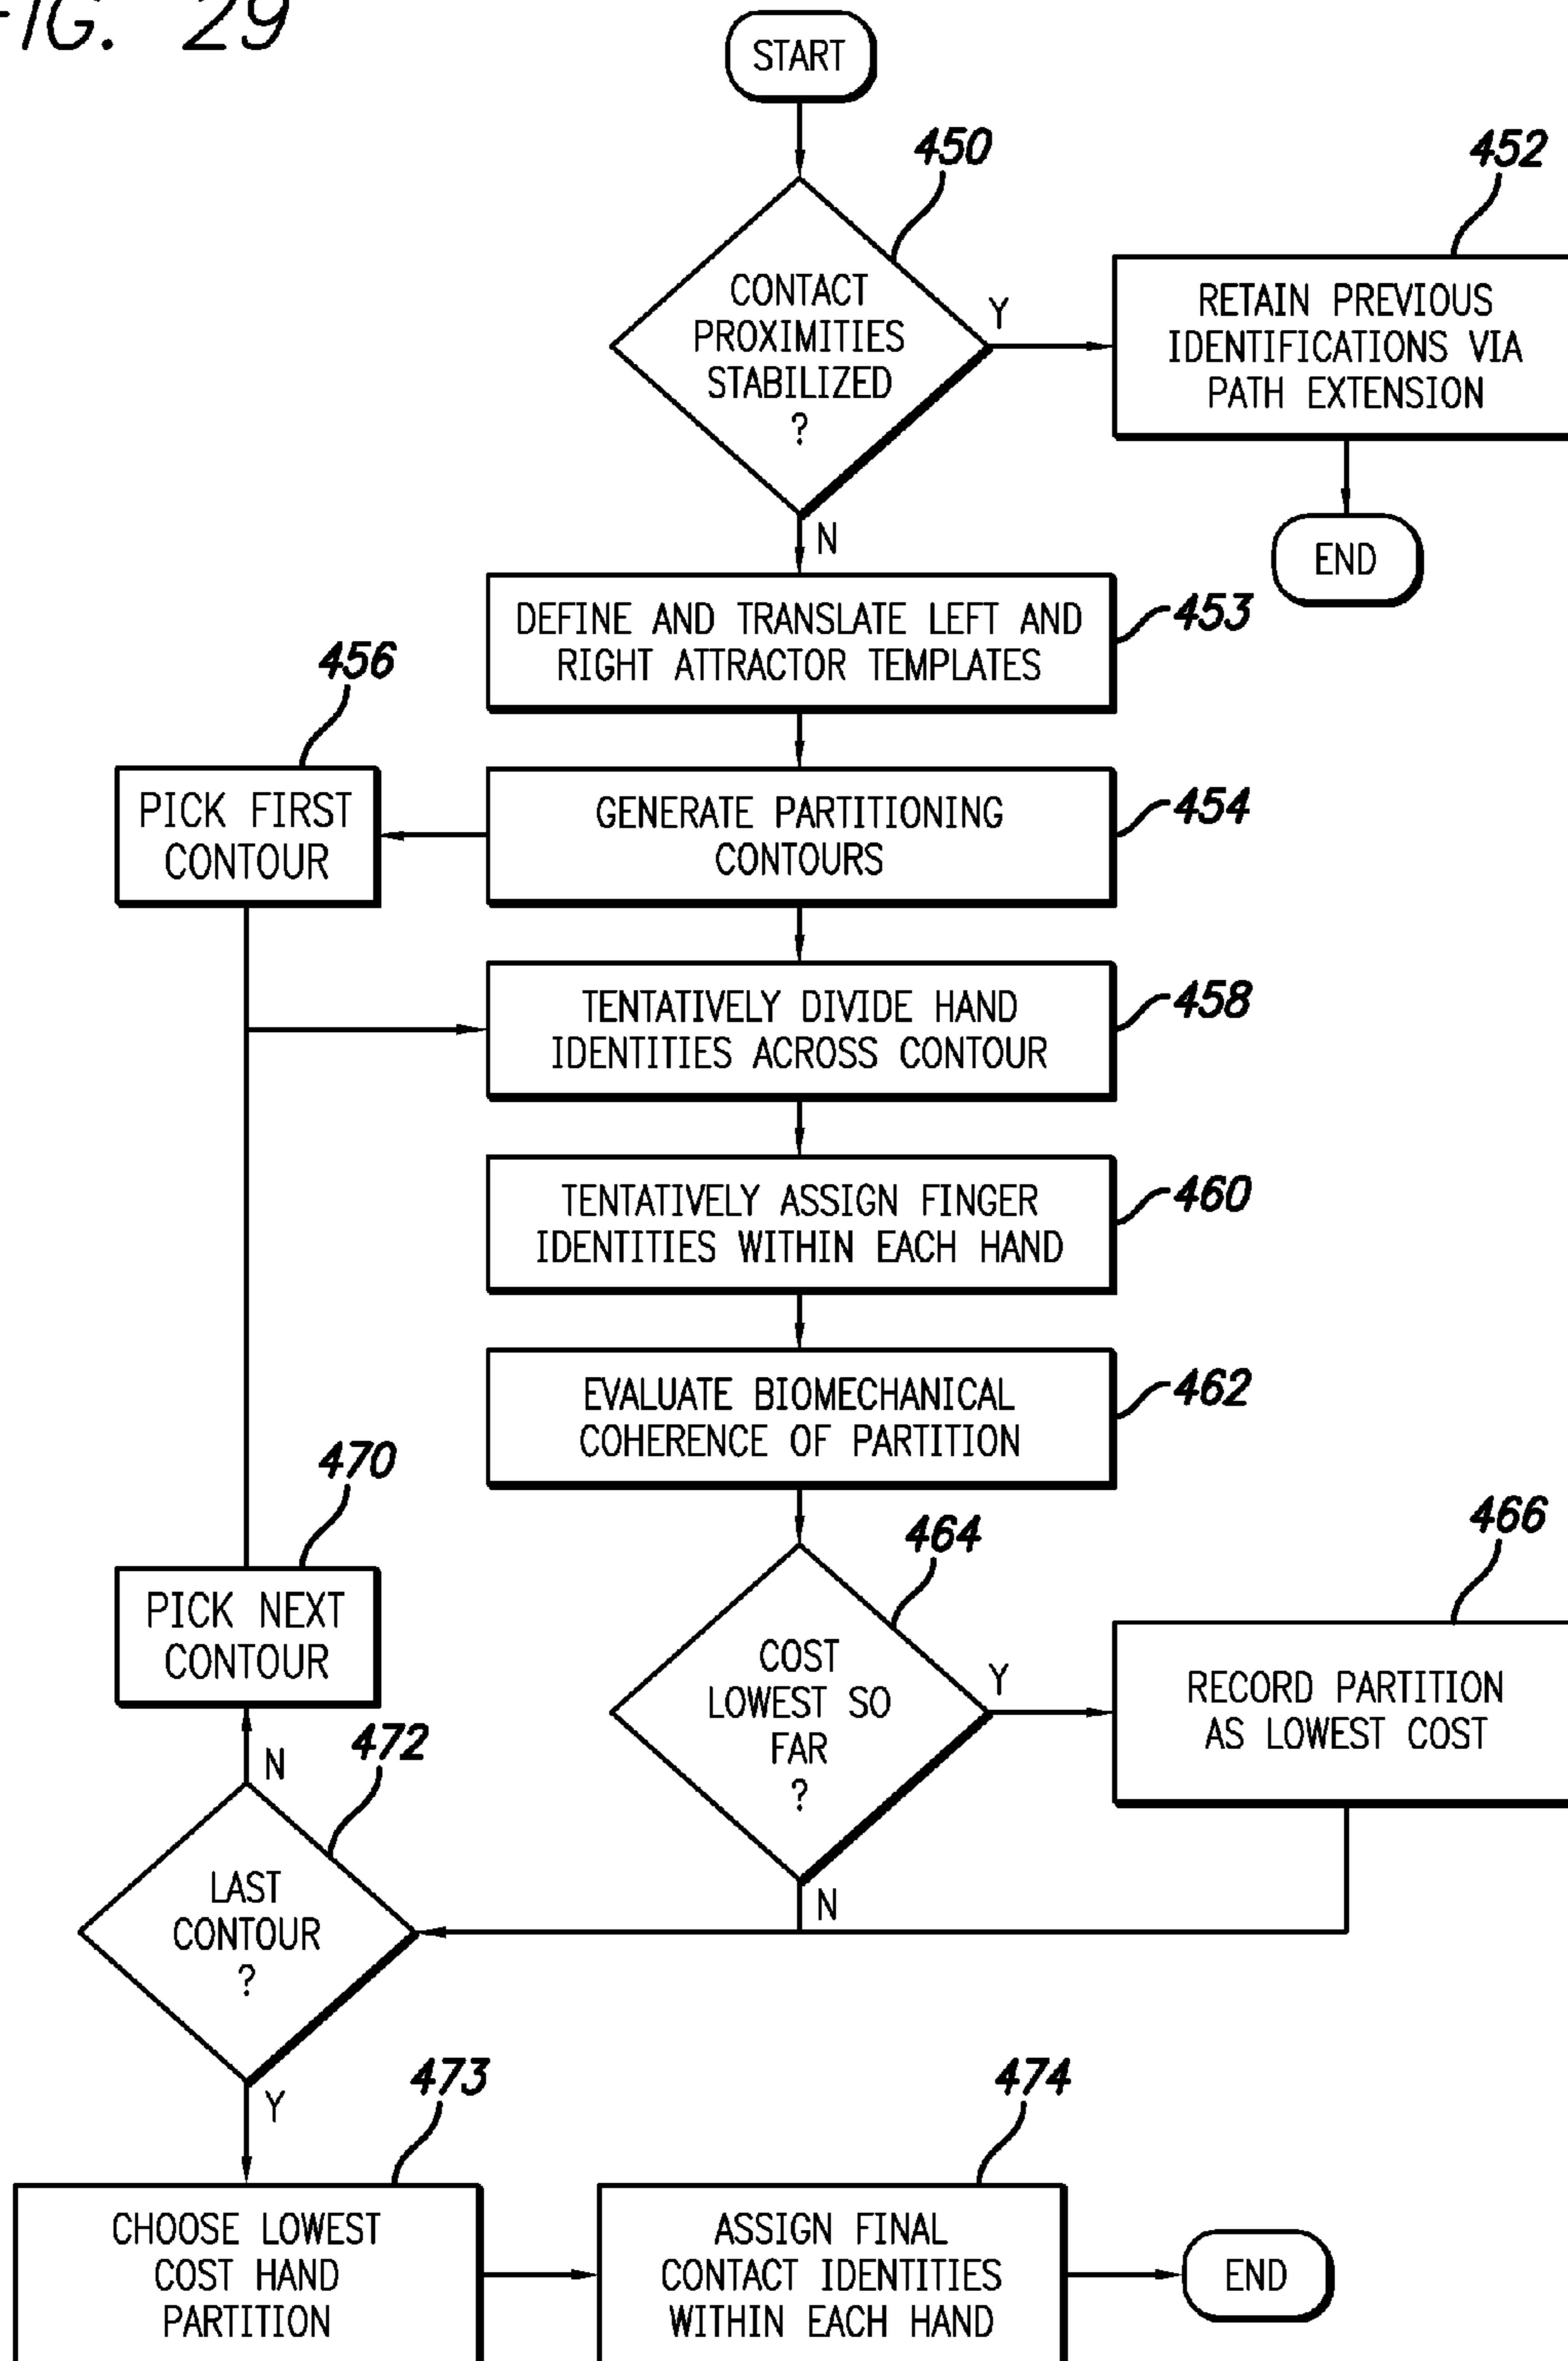 FIG. 29
START
450
452
CONTACT
PROXIMITIES
STABILIZED
?
Y
RETAIN PREVIOUS
IDENTIFICATIONS VIA
PATH EXTENSION
N
END
DEFINE AND TRANSLATE LEFT AND
RIGHT ATTRACTOR TEMPLATES
453
456
PICK FIRST
CONTOUR
GENERATE PARTITIONING
CONTOURS
454
TENTATIVELY DIVIDE HAND
IDENTITIES ACROSS CONTOUR
458
TENTATIVELY ASSIGN FINGER
IDENTITIES WITHIN EACH HAND
460
EVALUATE BIOMECHANICAL
COHERENCE OF PARTITION
462
470
464
466
PICK NEXT
CONTOUR
COST
LOWEST SO
FAR
?
Y
RECORD PARTITION
AS LOWEST COST
N
472
LAST
CONTOUR
?
N
Y
473
474
CHOOSE LOWEST
COST HAND
PARTITION
ASSIGN FINAL
CONTACT IDENTITIES
WITHIN EACH HAND
END